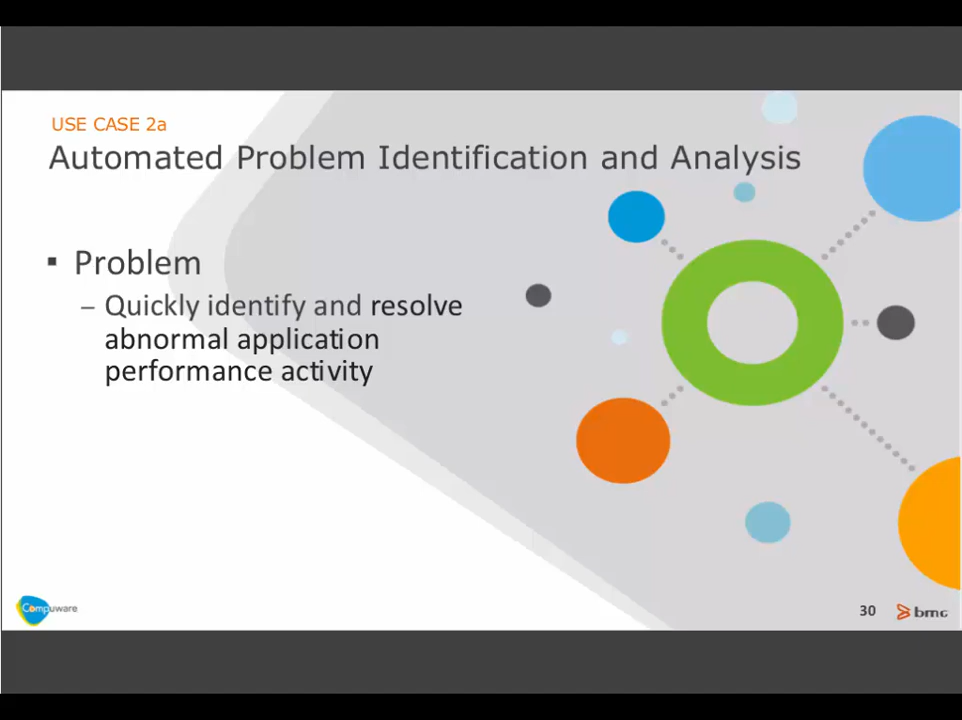 USE CASE 2a
Automated Problem Identification and Analysis
▪ Problem
– Quickly identify and resolve
abnormal application
performance activity
Compuware
30
bmc